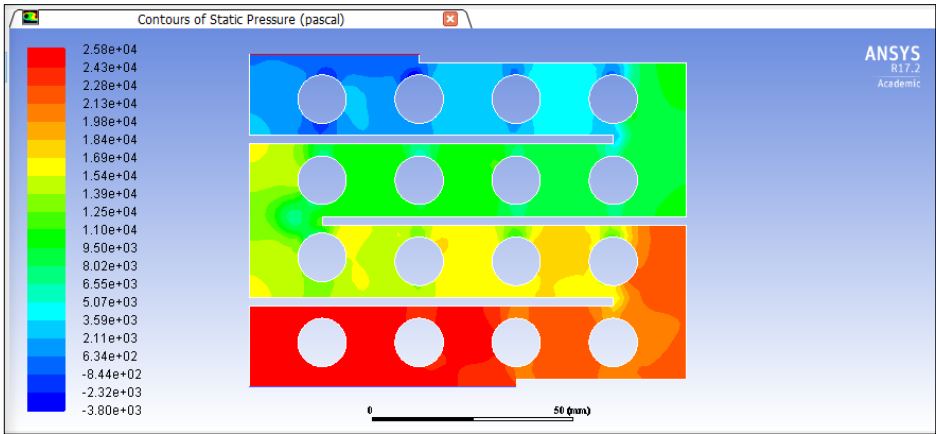 Contours of Static Pressure (pascal)
ANSYS
R17.2
Academic
2.58e+04
2.43e+04
2.28e+04
2.13e+04
1.98e+04
1.84e+04
1.69e+04
1.54e+04
1.39e+04
1.25e+04
1.10e+04
9.50e+03
8.02e+03
6.55e+03
5.07e+03
3.59e+03
2.11e+03
6.34e+02
-8.44e+02
-2.32e+03
-3.80e+03
0 50 (mm)